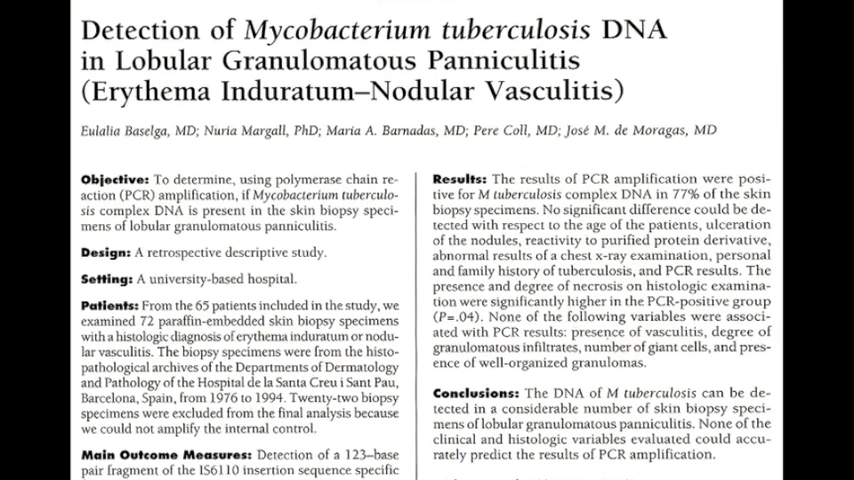 Detection of Mycobacterium tuberculosis DNA
in Lobular Granulomatous Panniculitis
(Erythema Induratum–Nodular Vasculitis)
Eulalia Baselga, MD; Nuria Margall, PhD; Maria A. Barnadas, MD; Pere Coll, MD; José M. de Moragas, MD
Objective: To determine, using polymerase chain re-
action (PCR) amplification, if Mycobacterium tuberculo-
sis complex DNA is present in the skin biopsy speci-
mens of lobular granulomatous panniculitis.
Design: A retrospective descriptive study.
Setting: A university-based hospital.
Patients: From the 65 patients included in the study, we
examined 72 paraffin-embedded skin biopsy specimens
with a histologic diagnosis of erythema induratum or nodu-
lar vasculitis. The biopsy specimens were from the histo-
pathological archives of the Departments of Dermatology
and Pathology of the Hospital de la Santa Creu i Sant Pau,
Barcelona, Spain, from 1976 to 1994. Twenty-two biopsy
specimens were excluded from the final analysis because
we could not amplify the internal control.
Main Outcome Measures: Detection of a 123–base
pair fragment of the IS6110 insertion sequence specific
Results: The results of PCR amplification were posi-
tive for M tuberculosis complex DNA in 77% of the skin
biopsy specimens. No significant difference could be de-
tected with respect to the age of the patients, ulceration
of the nodules, reactivity to purified protein derivative,
abnormal results of a chest x-ray examination, personal
and family history of tuberculosis, and PCR results. The
presence and degree of necrosis on histologic examina-
tion were significantly higher in the PCR-positive group
(P=.04). None of the following variables were associ-
ated with PCR results: presence of vasculitis, degree of
granulomatous infiltrates, number of giant cells, and pres-
ence of well-organized granulomas.
Conclusions: The DNA of M tuberculosis can be de-
tected in a considerable number of skin biopsy speci-
mens of lobular granulomatous panniculitis. None of the
clinical and histologic variables evaluated could accu-
rately predict the results of PCR amplification.